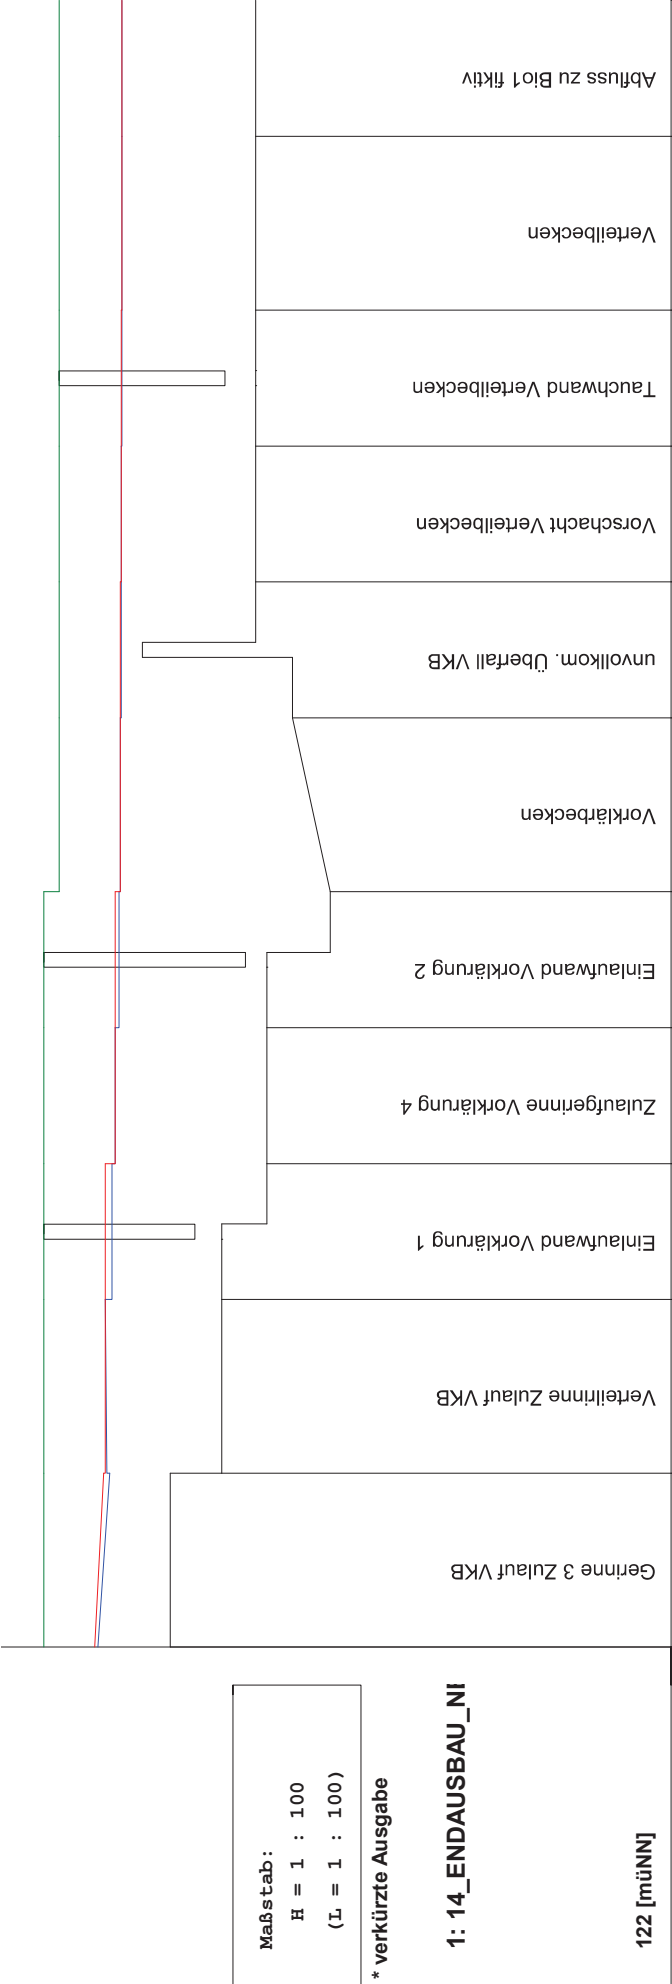 Abfluss zu Bio1 fiktiv
Verteilbecken
Tauchwand Verteilbecken
Vorschacht Verteilbecken
unvollkom. Überfall VKB
Vorklärbecken
Einlaufwand Vorklärung 2
Zulaufgerinne Vorklärung 4
Einlaufwand Vorklärung 1
Verteilrinne Zulauf VKB
Gerinne 3 Zulauf VKB
Maßstab:
H = 1 : 100
(L = 1 : 100)
* verkürzte Ausgabe
1: 14_ENDAUSBAU_NI
122 [müNN]